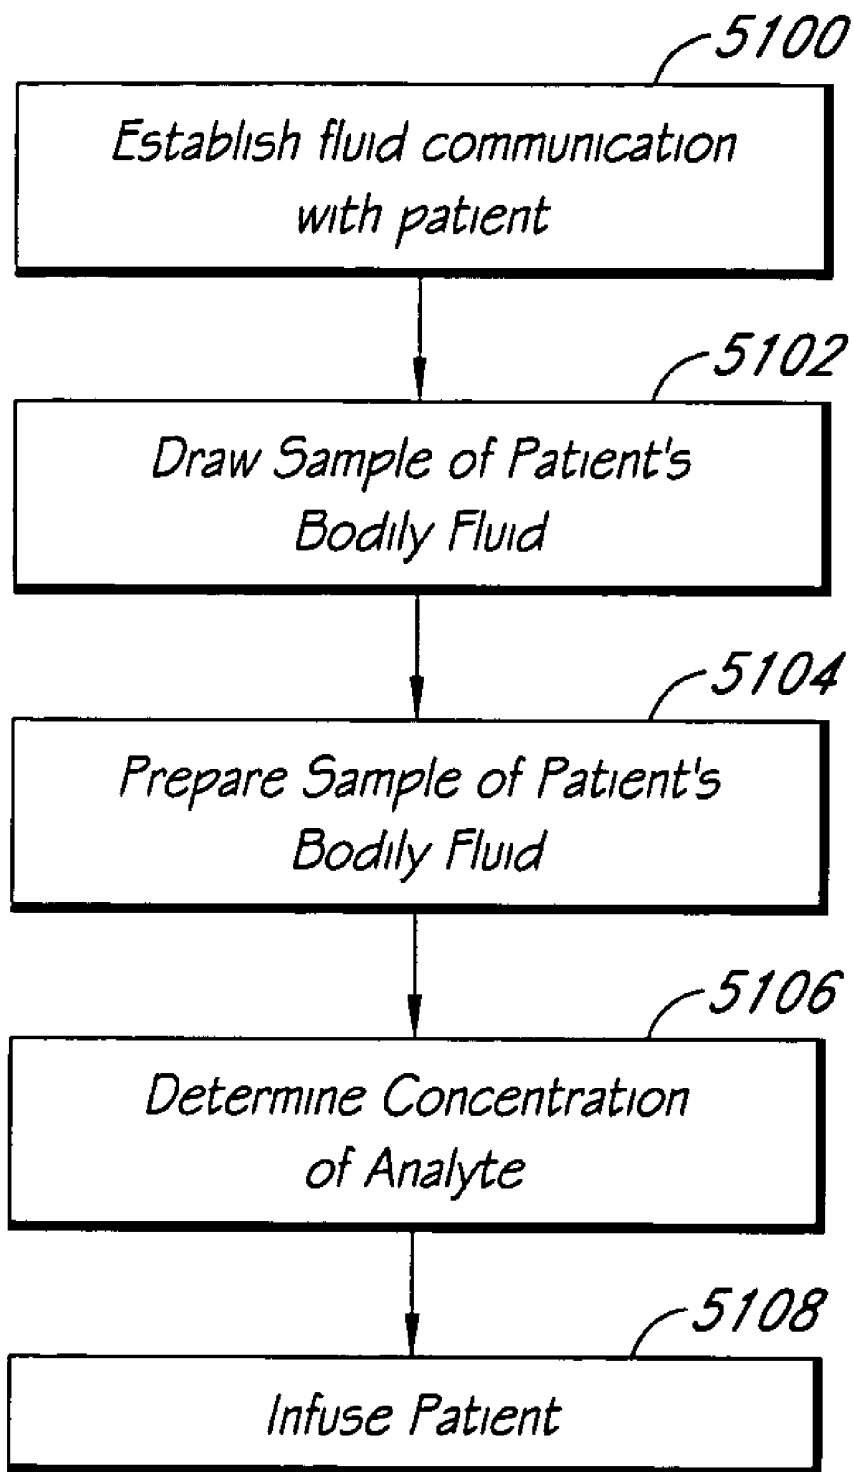 5100
Establish fluid communication
with patient
5102
Draw Sample of Patient's
Bodily Fluid
5104
Prepare Sample of Patient's
Bodily Fluid
5106
Determine Concentration
of Analyte
5108
Infuse Patient